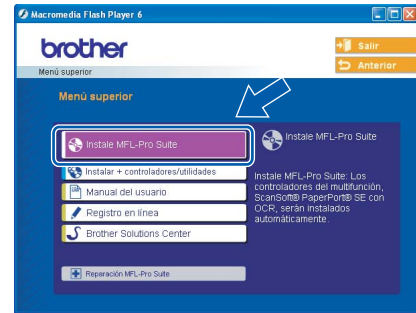 Macromedia Flash Player 6
brother
Salir
Menú superior
Anterior
Menú superior
Instale MFL-Pro Suite
Instale MFL-Pro Suite
Instalar + controladores/utilidades
Instale MFL-Pro Suite: Los
controladores del multifunción,
Manual del usuario
ScanSoft® PaperPort® SE con
OCR, serán instalados
Registro en línea
automáticamente.
Brother Solutions Center
Reparación MFL-Pro Suite